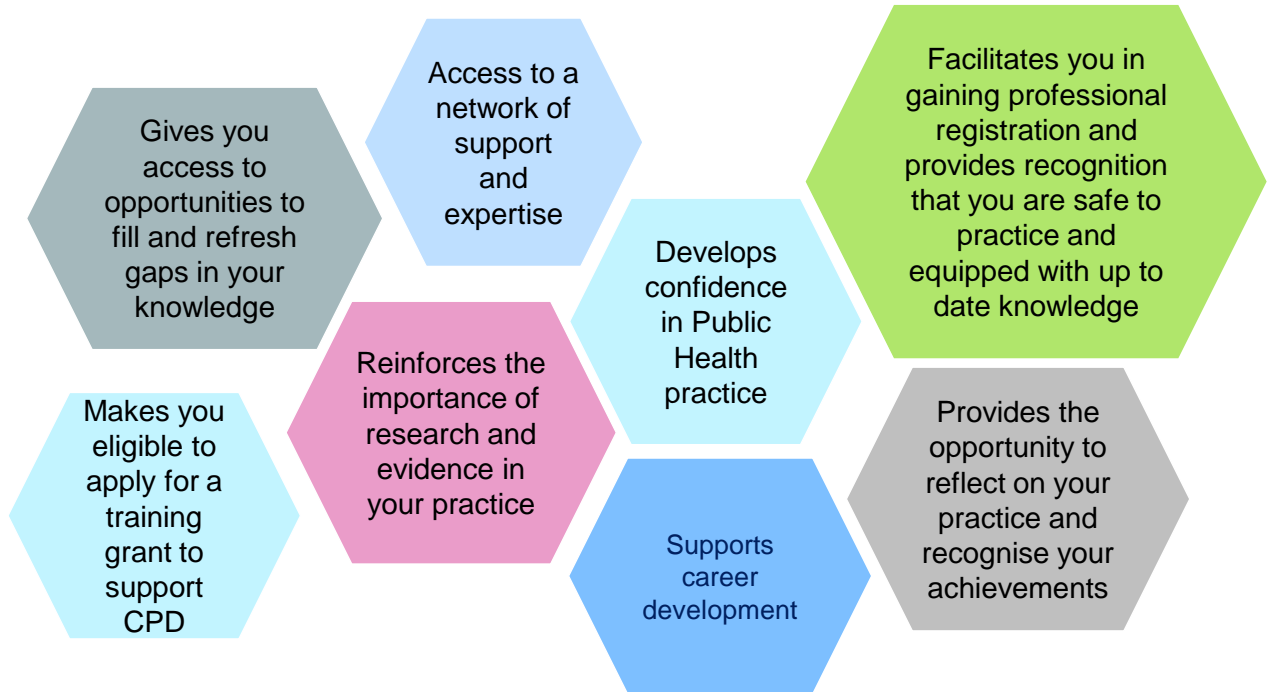 Gives you
access to
opportunities to
fill and refresh
gaps in your
knowledge
Access to a
network of
support
and
expertise
Facilitates you in
gaining professional
registration and
provides recognition
that you are safe to
practice and
equipped with up to
date knowledge
Develops
confidence
in Public
Health
practice
Reinforces the
importance of
research and
evidence in
your practice
Makes you
eligible to
apply for a
training
grant to
support
CPD
Supports
career
development
Provides the
opportunity to
reflect on your
practice and
recognise your
achievements